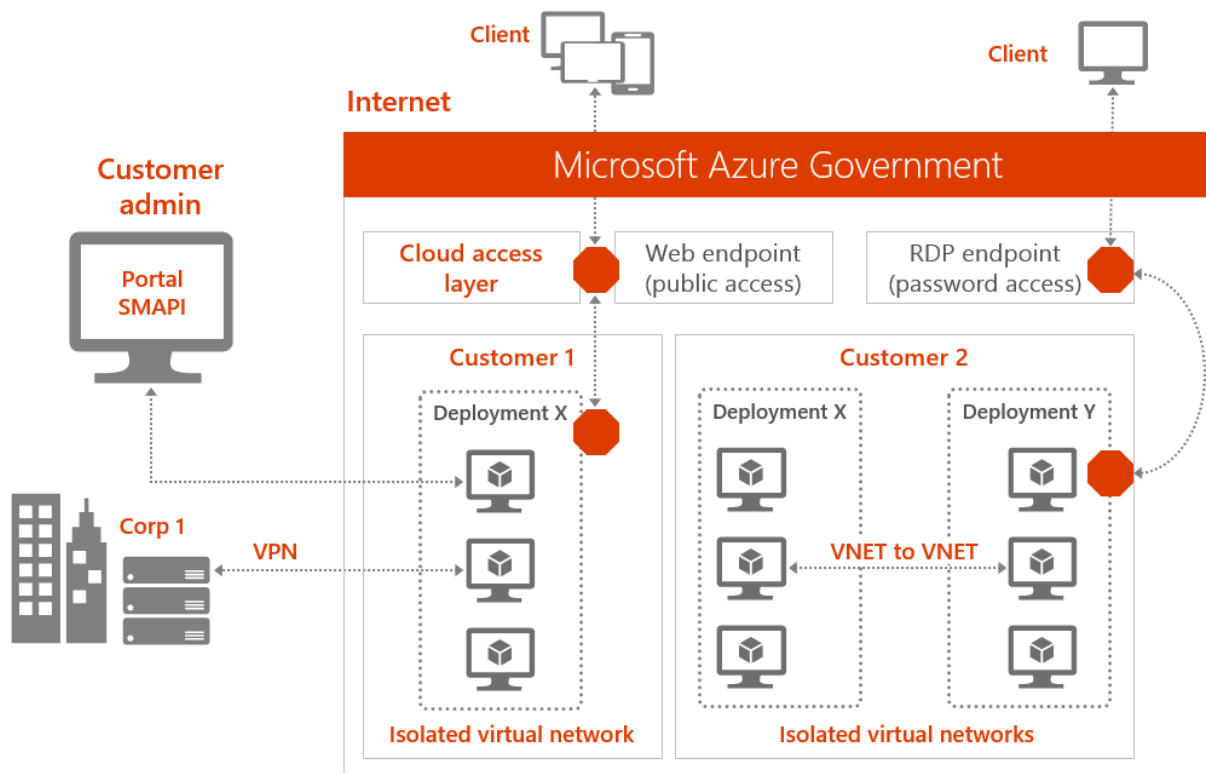 Client
Client
Internet
Microsoft Azure Government
Customer
admin
Portal
SMAPI
Cloud access
layer
Web endpoint
(public access)
RDP endpoint
(password access)
Customer 1
Customer 2
Deployment X
Deployment X
Deployment Y
Corp 1
VPN
VNET to VNET
Isolated virtual network
Isolated virtual networks